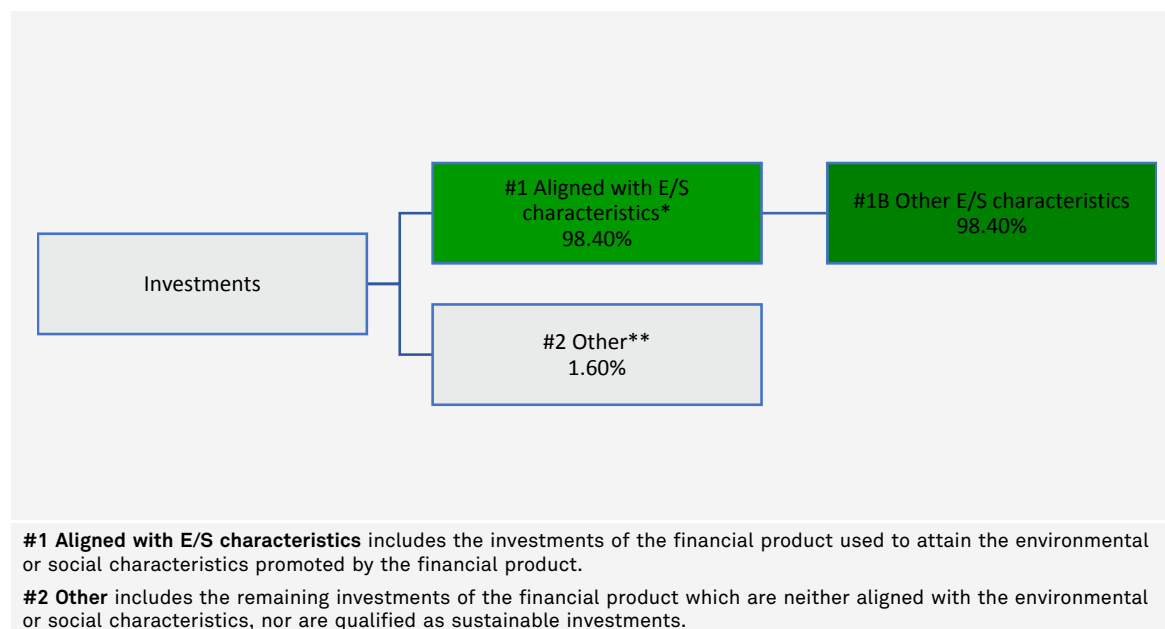 #1 Aligned with E/S
characteristics*
98.40%
#1B Other E/S characteristics
98.40%
Investments
#2 Other**
1.60%
#1 Aligned with E/S characteristics includes the investments of the financial product used to attain the environmental
or social characteristics promoted by the financial product.
#2 Other includes the remaining investments of the financial product which are neither aligned with the environmental
or social characteristics, nor are qualified as sustainable investments.